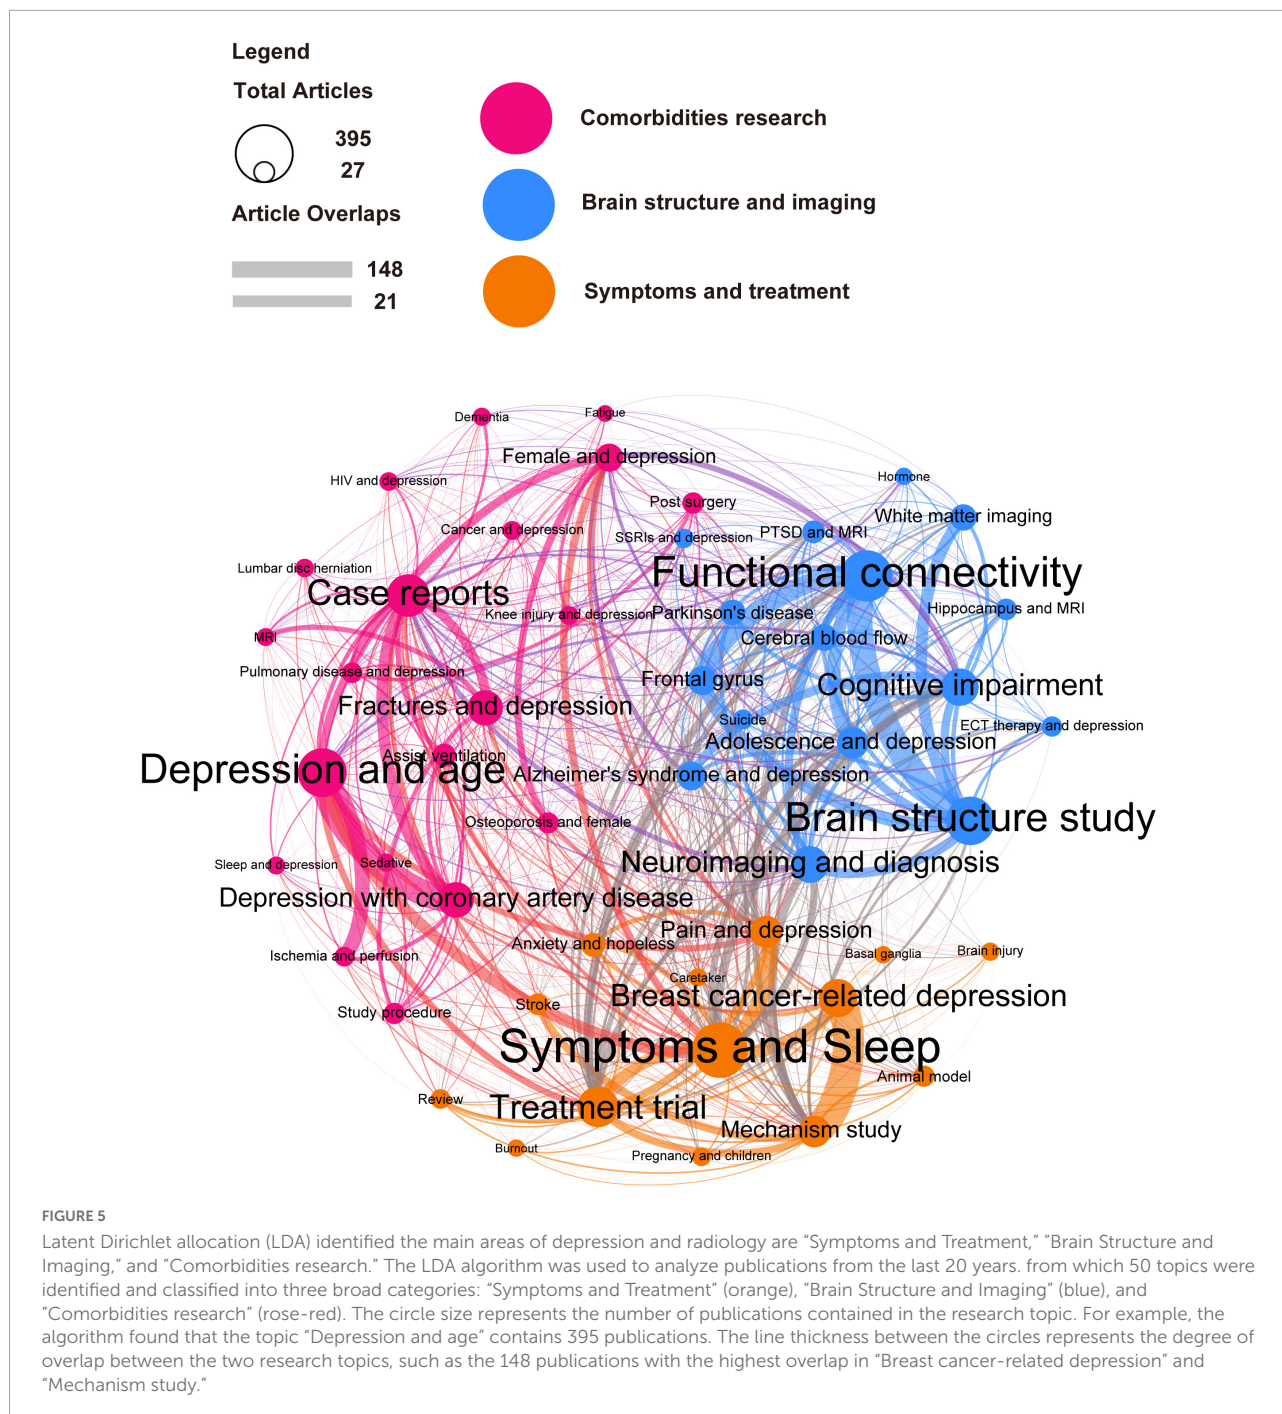 Legend
Total Articles
395
27
Article Overlaps
148
21
Comorbidities research
Brain structure and imaging
Symptoms and treatment
Dementia
Fatigue
Female and depression
HIV and depression
Hormone
Post surgery
White matter imaging
Cancer and depression
SSRIs and depression
PTSD and MRI
Lumbar disc herniation
Functional connectivity
Case reports
Knee injury and depression
Parkinson's disease
Hippocampus and MRI
MRI
Cerebral blood flow
Pulmonary disease and depression
Frontal gyrus
Cognitive impairment
Fractures and depression
Suicide
ECT therapy and depression
Adolescence and depression
Assist ventilation
Depression and age
Alzheimer's syndrome and depression
Osteoporosis and female
Brain structure study
Sleep and depression
Sedative
Neuroimaging and diagnosis
Depression with coronary artery disease
Pain and depression
Anxiety and hopeless
Basal ganglia
Brain injury
Ischemia and perfusion
Caretaker
Breast cancer-related depression
Stroke
Study procedure
Symptoms and Sleep
Animal model
Review
Treatment trial
Mechanism study
Burnout
Pregnancy and children
FIGURE 5
Latent Dirichlet allocation (LDA) identified the main areas of depression and radiology are “Symptoms and Treatment,” “Brain Structure and
Imaging,” and “Comorbidities research.” The LDA algorithm was used to analyze publications from the last 20 years. from which 50 topics were
identified and classified into three broad categories: “Symptoms and Treatment” (orange), “Brain Structure and Imaging” (blue), and
“Comorbidities research” (rose-red). The circle size represents the number of publications contained in the research topic. For example, the
algorithm found that the topic “Depression and age” contains 395 publications. The line thickness between the circles represents the degree of
overlap between the two research topics, such as the 148 publications with the highest overlap in “Breast cancer-related depression” and
“Mechanism study.”